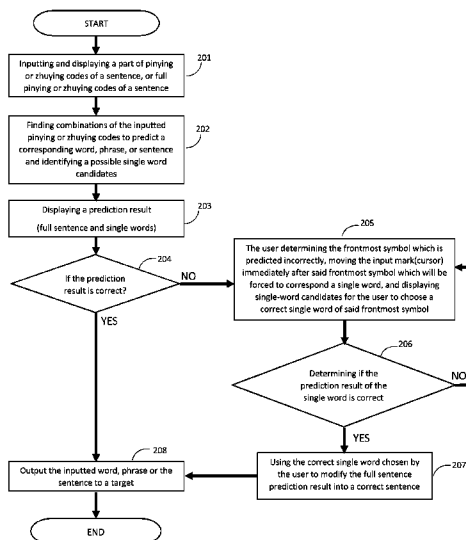 START
Inputting and displaying a part of pinying
or zhuying codes of a sentence, or full
pinying or zhuying codes of a sentence
201
Finding combinations of the inputted
pinying or zhuying codes to predict a
corresponding word, phrase, or sentence
and identifying a possible single word
candidates
202
Displaying a prediction result
(full sentence and single words)
203
If the prediction
result is correct?
204
NO
YES
205
The user determining the frontmost symbol which is
predicted incorrectly, moving the input mark(cursor)
immediately after said frontmost symbol which will be
forced to correspond a single word, and displaying
single-word candidates for the user to choose a
correct single word of said frontmost symbol
206
Determining if the
prediction result of the
single word is correct
NO
YES
Using the correct single word chosen by
the user to modify the full sentence
prediction result into a correct sentence
207
208
Output the inputted word, phrase or the
sentence to a target
END